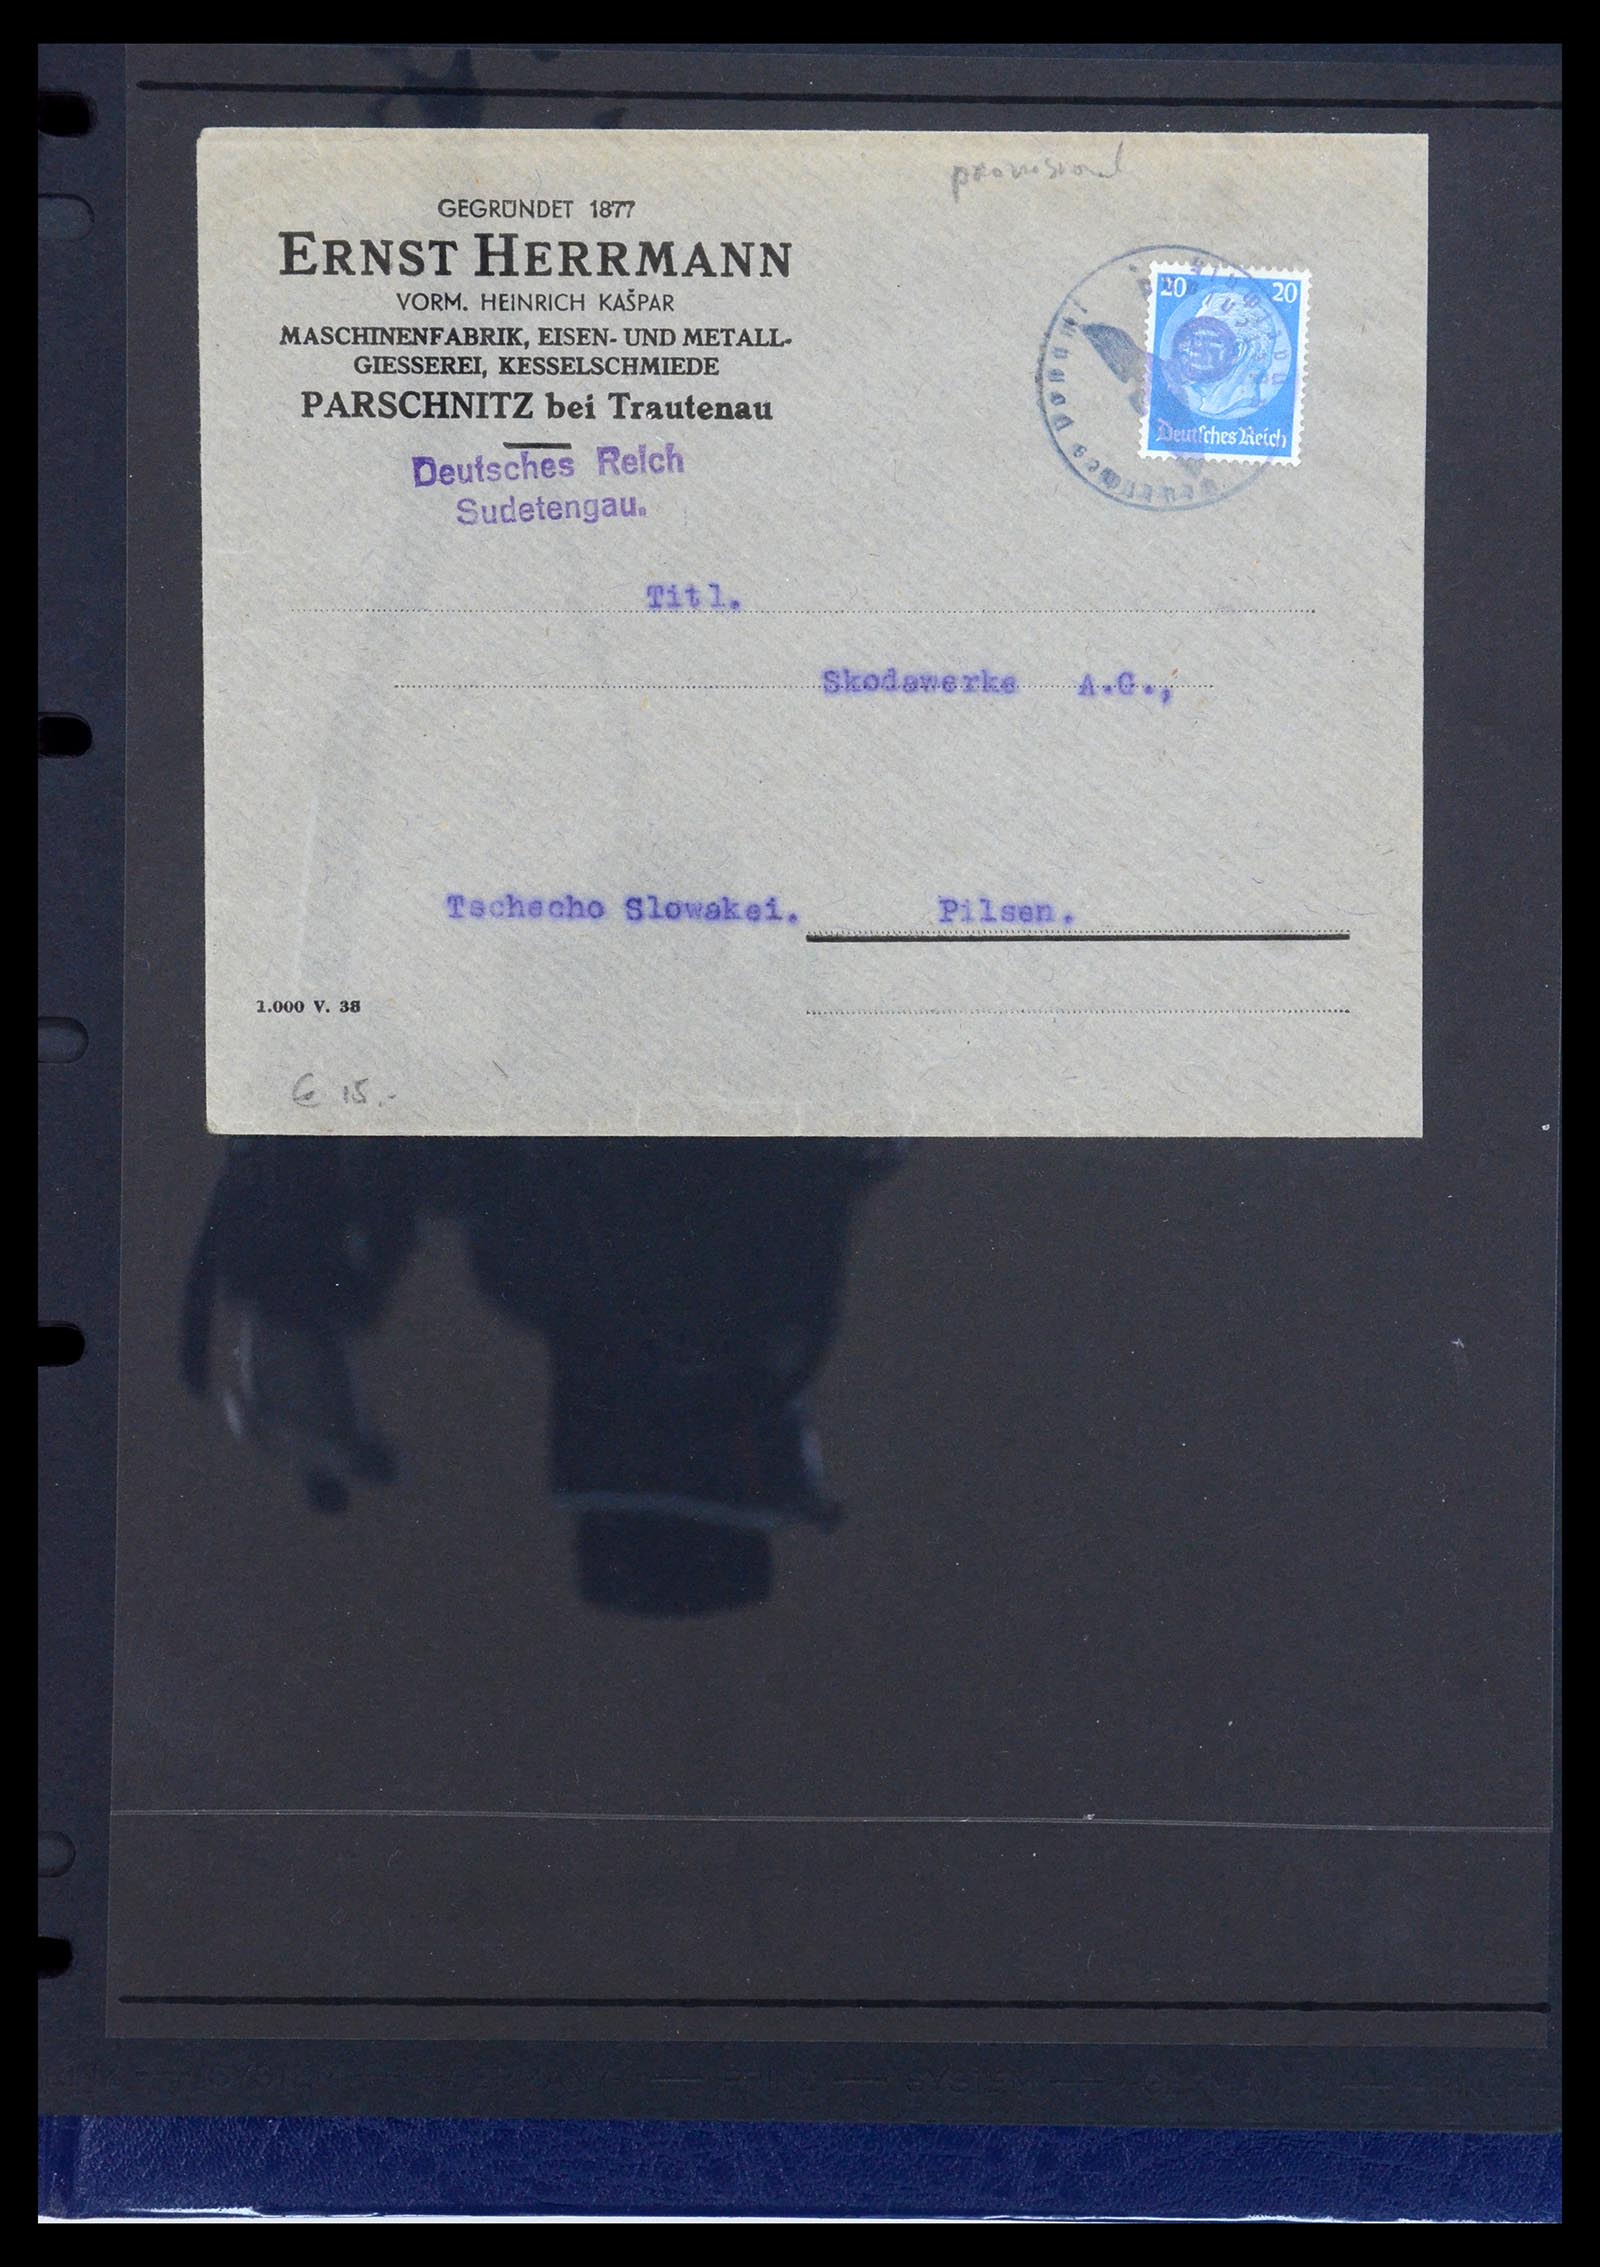 provisional
GEGRÜNDET 1877
ERNST HERRMANN
VORM. HEINRICH KAŠPAR
MASCHINENFABRIK, EISEN- UND METALL-
GIESSEREI, KESSELSCHMIEDE
PARSCHNITZ bei Trautenau
Deutsches Reich
Sudetengau.
20 20
Deutsches Reich
Titl.
Skodawerke A.G.,
Tschecho Slowakei. Pilsen.
1.000 V. 38
€ 15.-